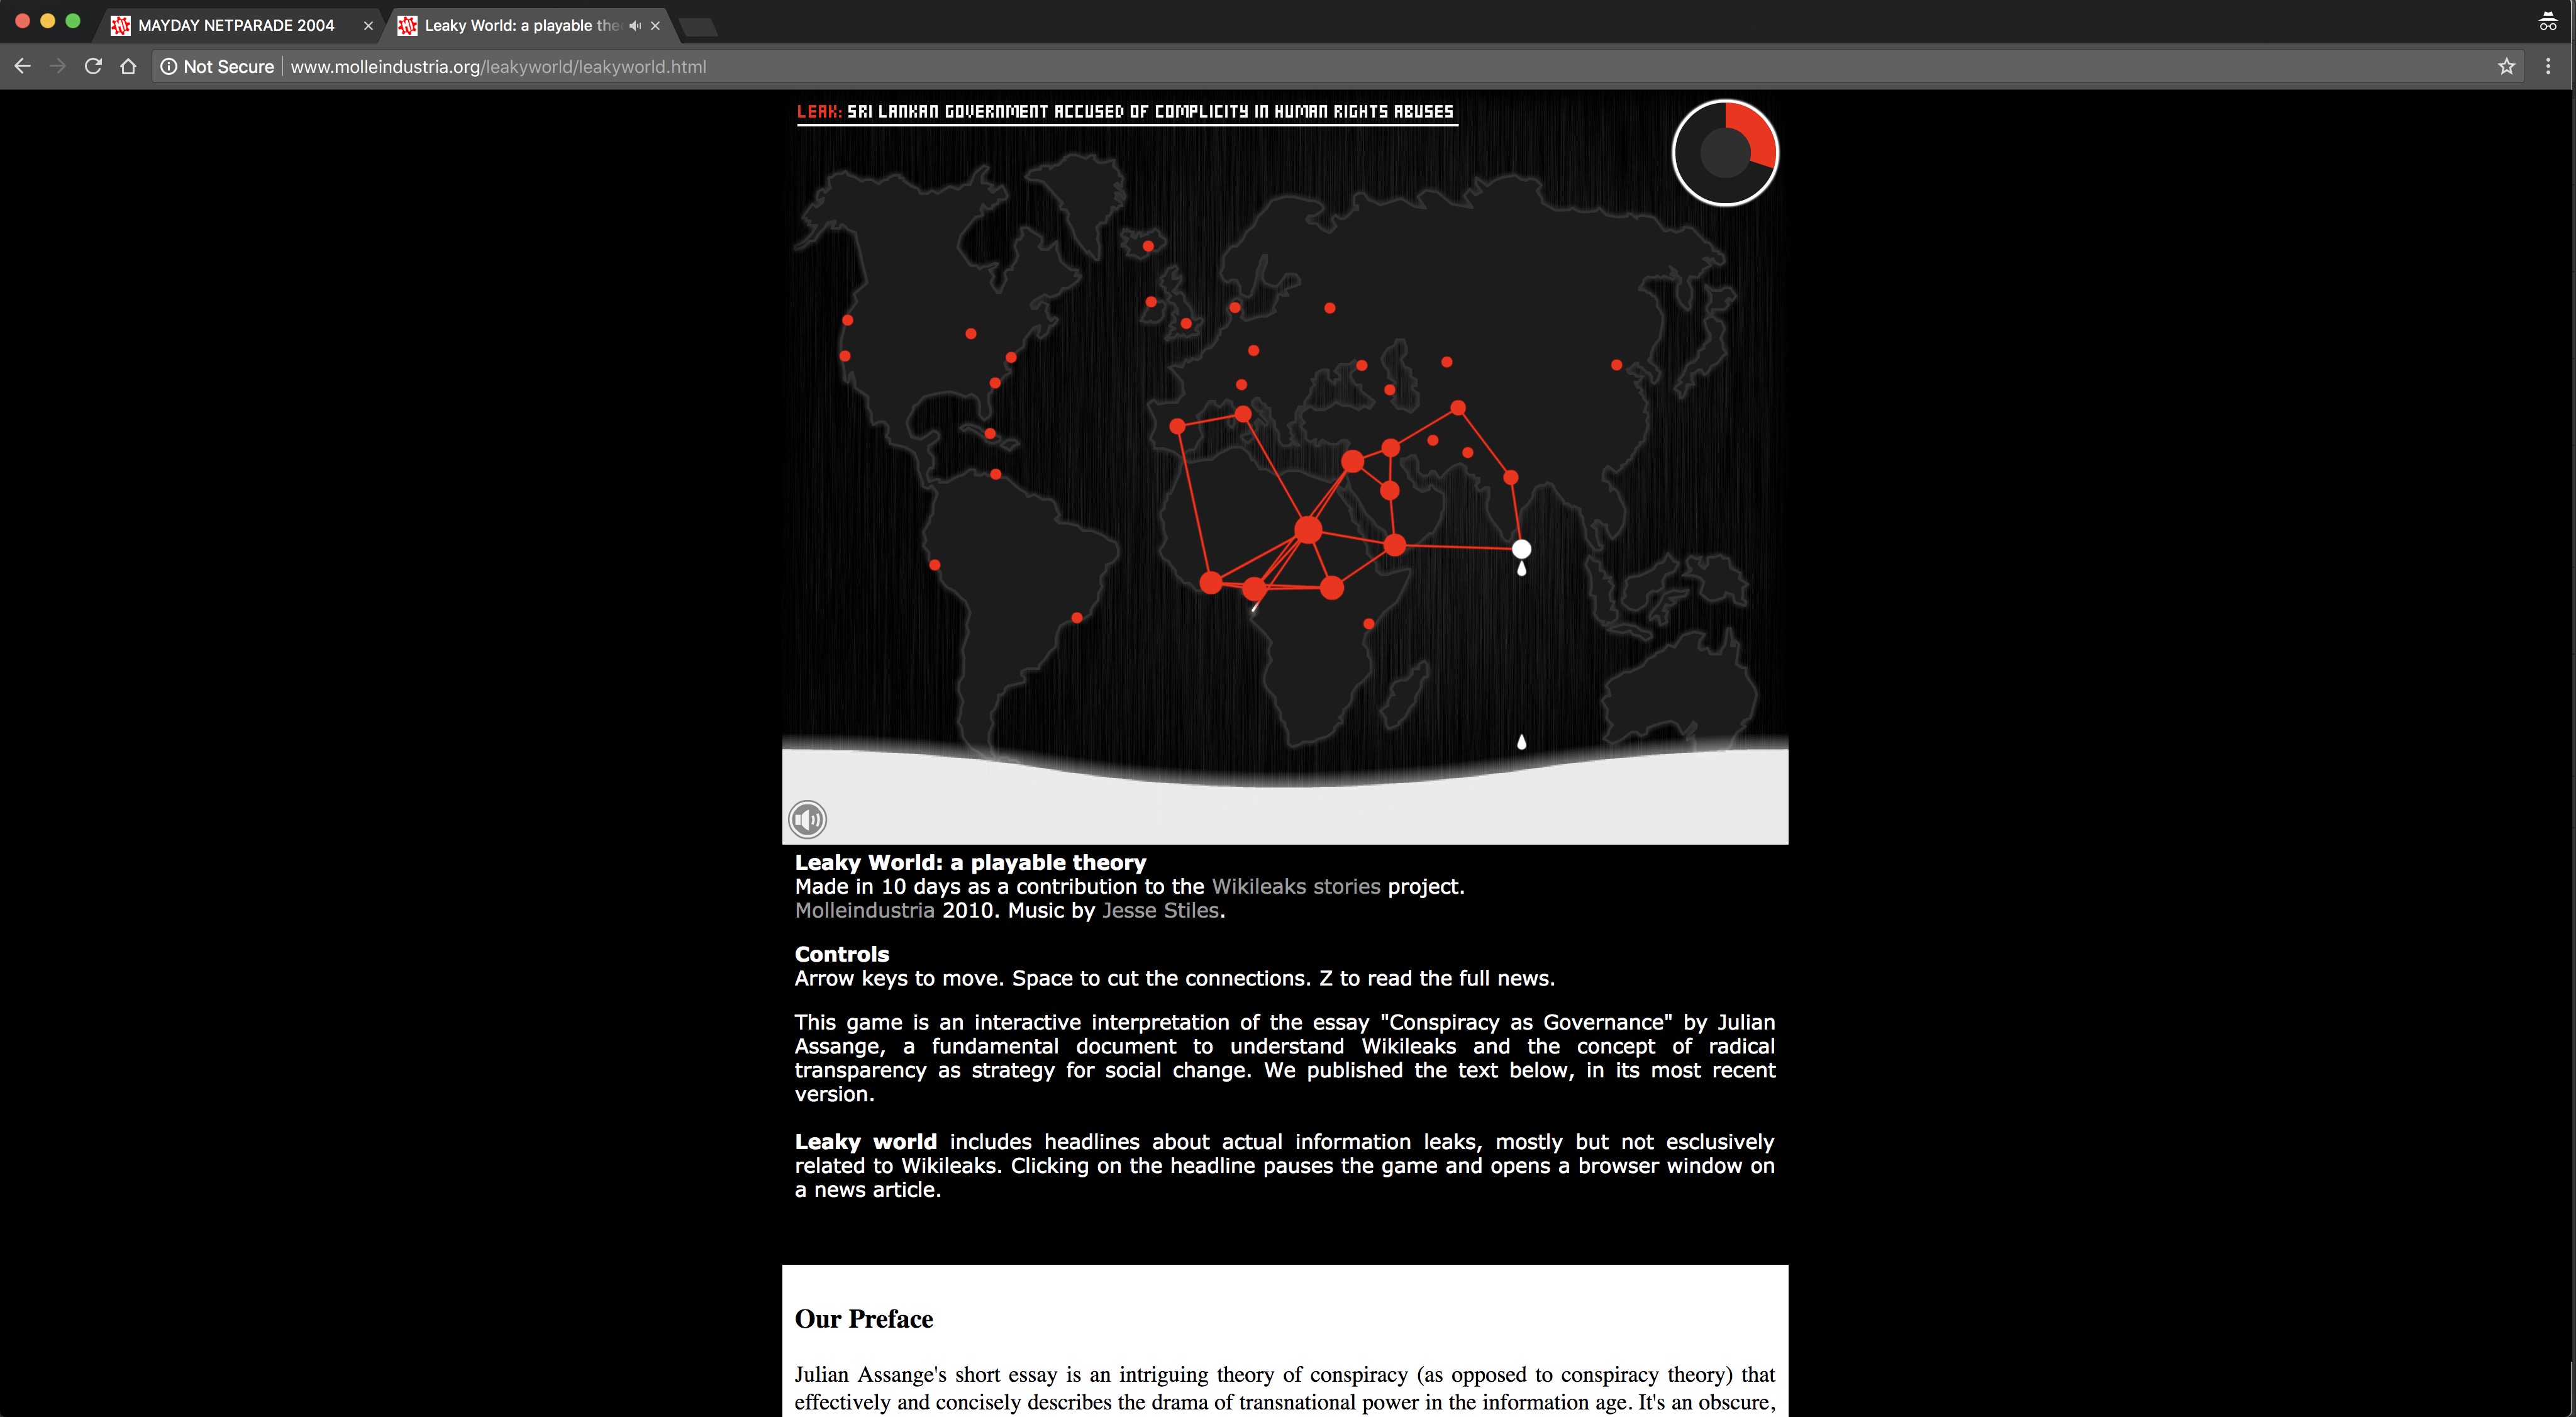 MAYDAY NETPARADE 2004
Leaky World: a playable the
Not Secure
www.molleindustria.org/leakyworld/leakyworld.html
LEAK: SRI LANKAN GOVERNMENT ACCUSED OF COMPLICITY IN HUMAN RIGHTS ABUSES
Leaky World: a playable theory
Made in 10 days as a contribution to the Wikileaks stories project.
Molleindustria 2010. Music by Jesse Stiles.
Controls
Arrow keys to move. Space to cut the connections. Z to read the full news.
This game is an interactive interpretation of the essay "Conspiracy as Governance" by Julian
Assange, a fundamental document to understand Wikileaks and the concept of radical
transparency as strategy for social change. We published the text below, in its most recent
version.
Leaky world includes headlines about actual information leaks, mostly but not esclusively
related to Wikileaks. Clicking on the headline pauses the game and opens a browser window on
a news article.
Our Preface
Julian Assange's short essay is an intriguing theory of conspiracy (as opposed to conspiracy theory) that
effectively and concisely describes the drama of transnational power in the information age. It's an obscure,